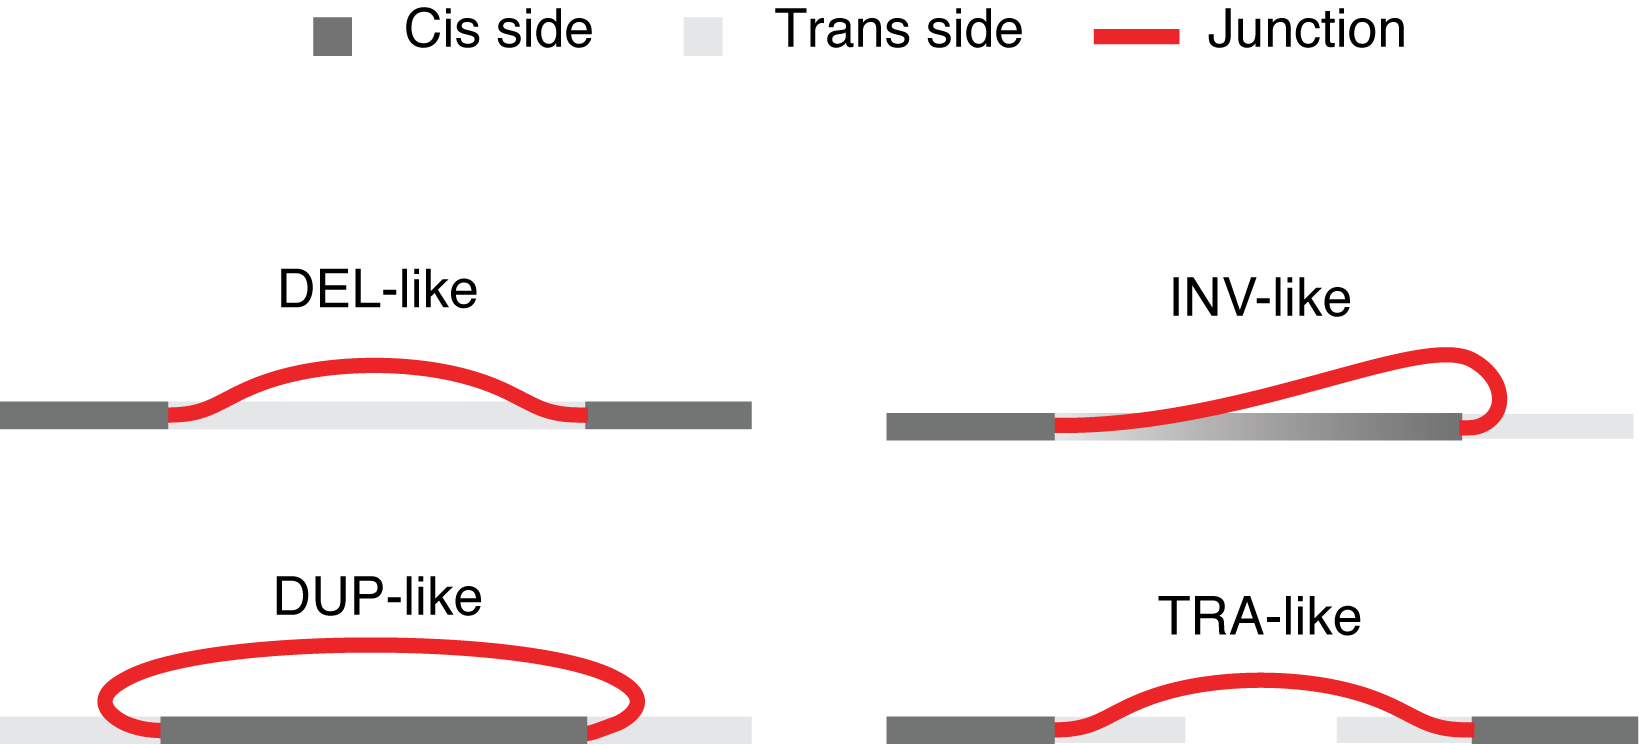 Cis side
Trans side
Junction
DEL-like
INV-like
DUP-like
TRA-like